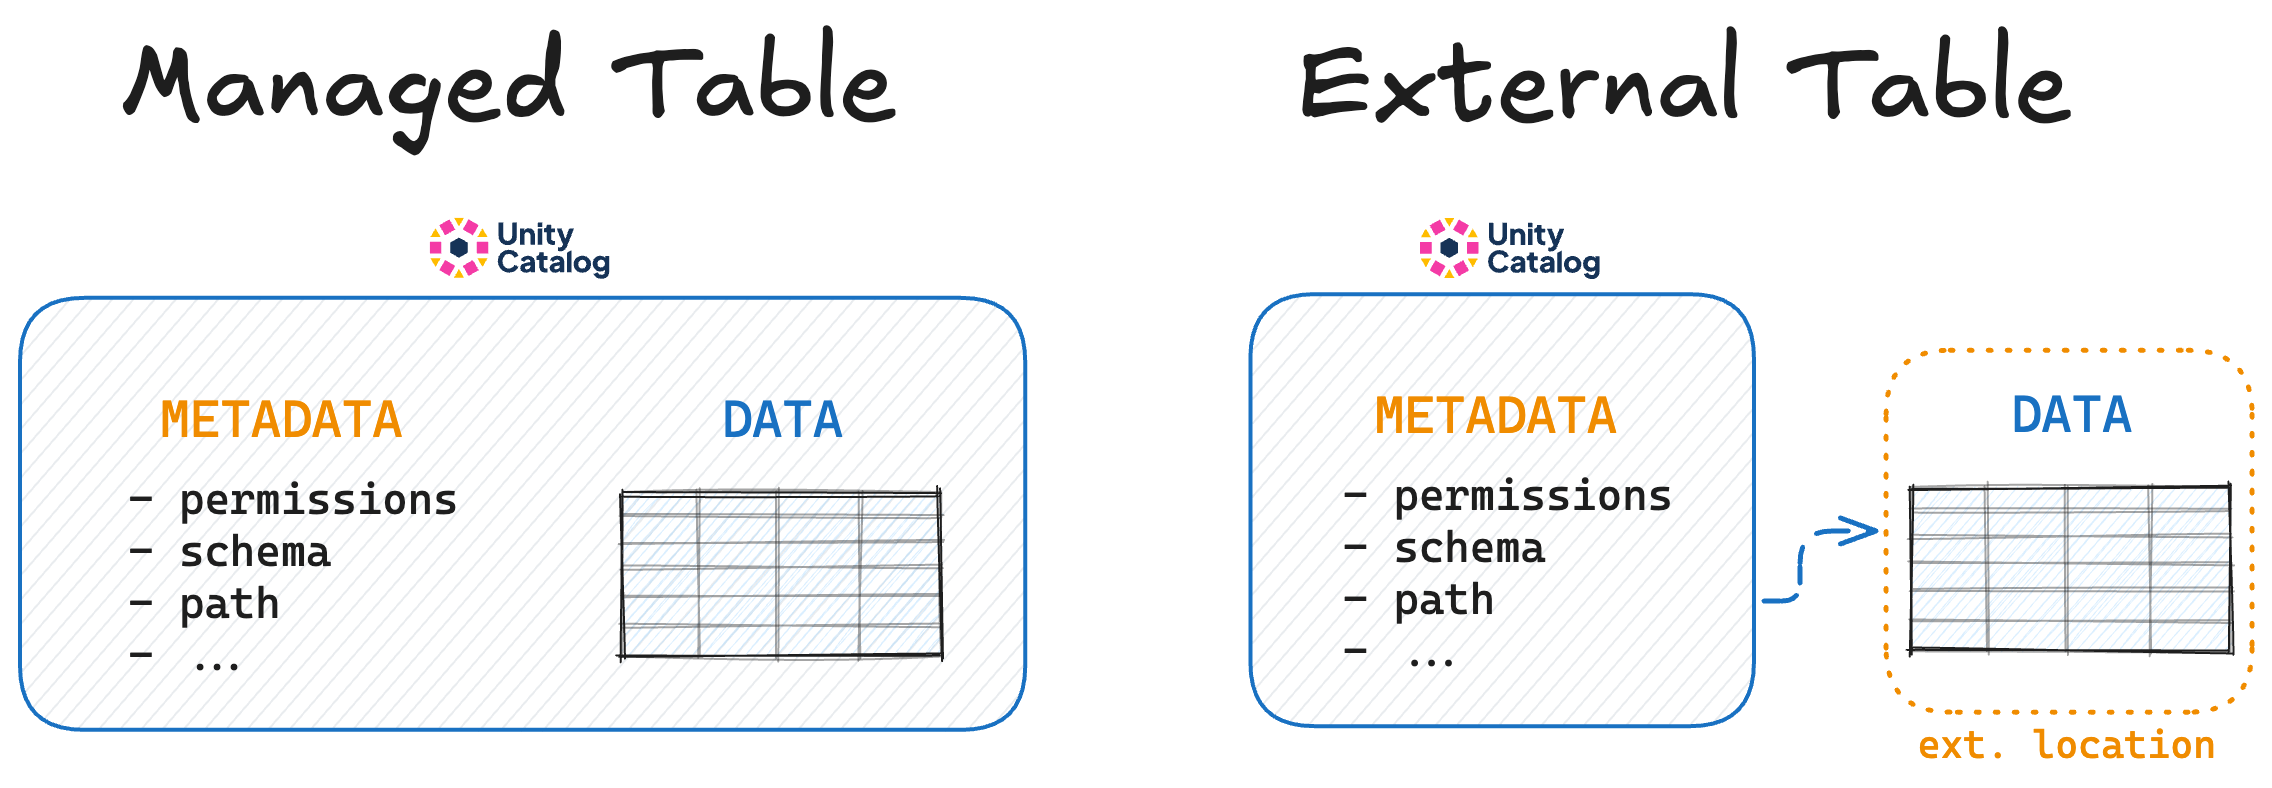 Managed Table
Unity
Catalog
METADATA
- permissions
- schema
- path
- ...
DATA
External Table
Unity
Catalog
METADATA
- permissions
- schema
- path
- ...
DATA
ext. location